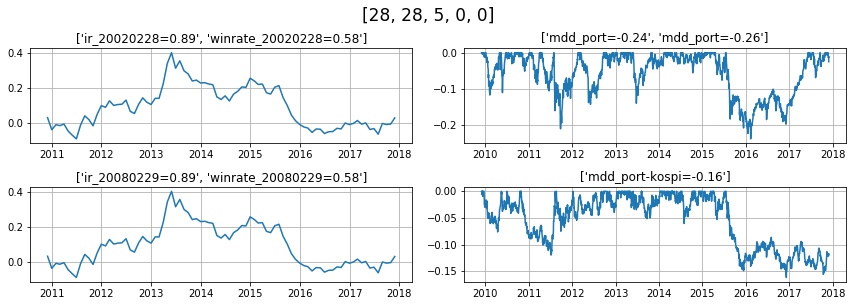 [28, 28, 5, 0, 0]
['ir_20020228=0.89', 'winrate_20020228=0.58']
0.4
0.2
0.0
2011 2012 2013 2014 2015 2016 2017 2018
['mdd_port=-0.24', 'mdd_port=-0.26']
0.0
−0.1
−0.2
2010 2011 2012 2013 2014 2015 2016 2017 2018
['ir_20080229=0.89', 'winrate_20080229=0.58']
0.4
0.2
0.0
2011 2012 2013 2014 2015 2016 2017 2018
['mdd_port-kospi=-0.16']
0.00
−0.05
−0.10
−0.15
2010 2011 2012 2013 2014 2015 2016 2017 2018